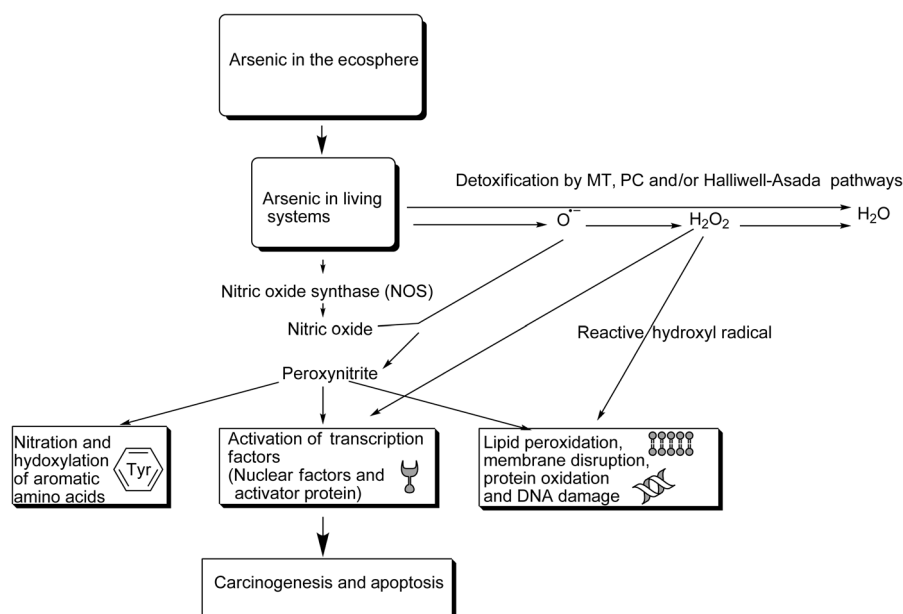 Arsenic in the ecosphere
Arsenic in living
systems
Detoxification by MT, PC and/or Halliwell-Asada pathways
O•−
H2O2
H2O
Nitric oxide synthase (NOS)
Nitric oxide
Reactive hydroxyl radical
Peroxynitrite
Nitration and
hydoxylation
of aromatic
amino acids
Tyr
Activation of transcription
factors
(Nuclear factors and
activator protein)
Lipid peroxidation,
membrane disruption,
protein oxidation
and DNA damage
Carcinogenesis and apoptosis